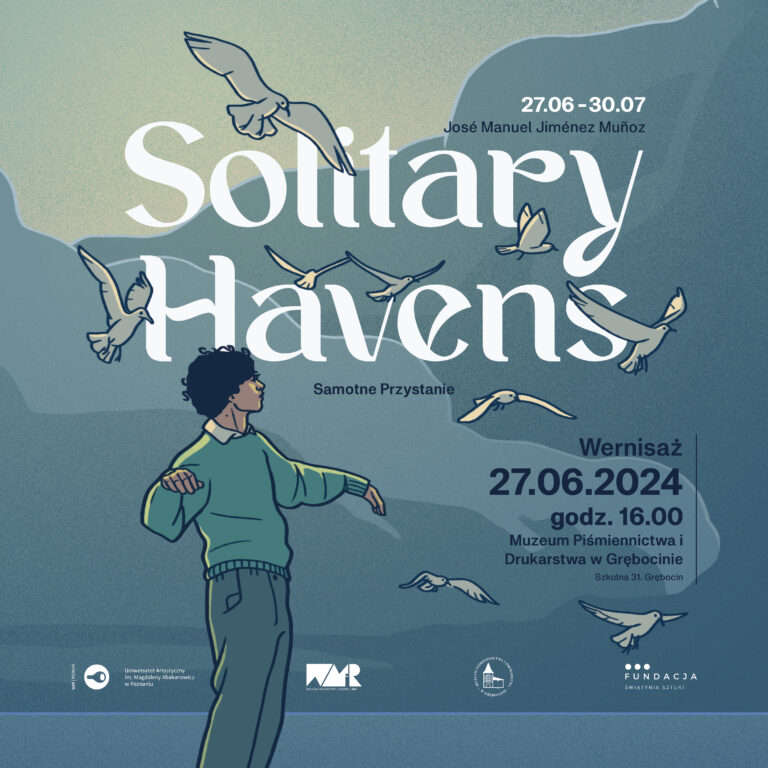 27.06 – 30.07
José Manuel Jiménez Muñoz
Solitary
Havens
Samotne Przystanie
Wernisaż
27.06.2024
godz. 16.00
Muzeum Piśmiennictwa i
Drukarstwa w Grębocinie
Szkolna 31. Grębocin
Uniwersytet Artystyczny
im. Magdaleny Abakanowicz
w Poznaniu
FUNDACJA
ŚWIĄTYNIA SZTUKI